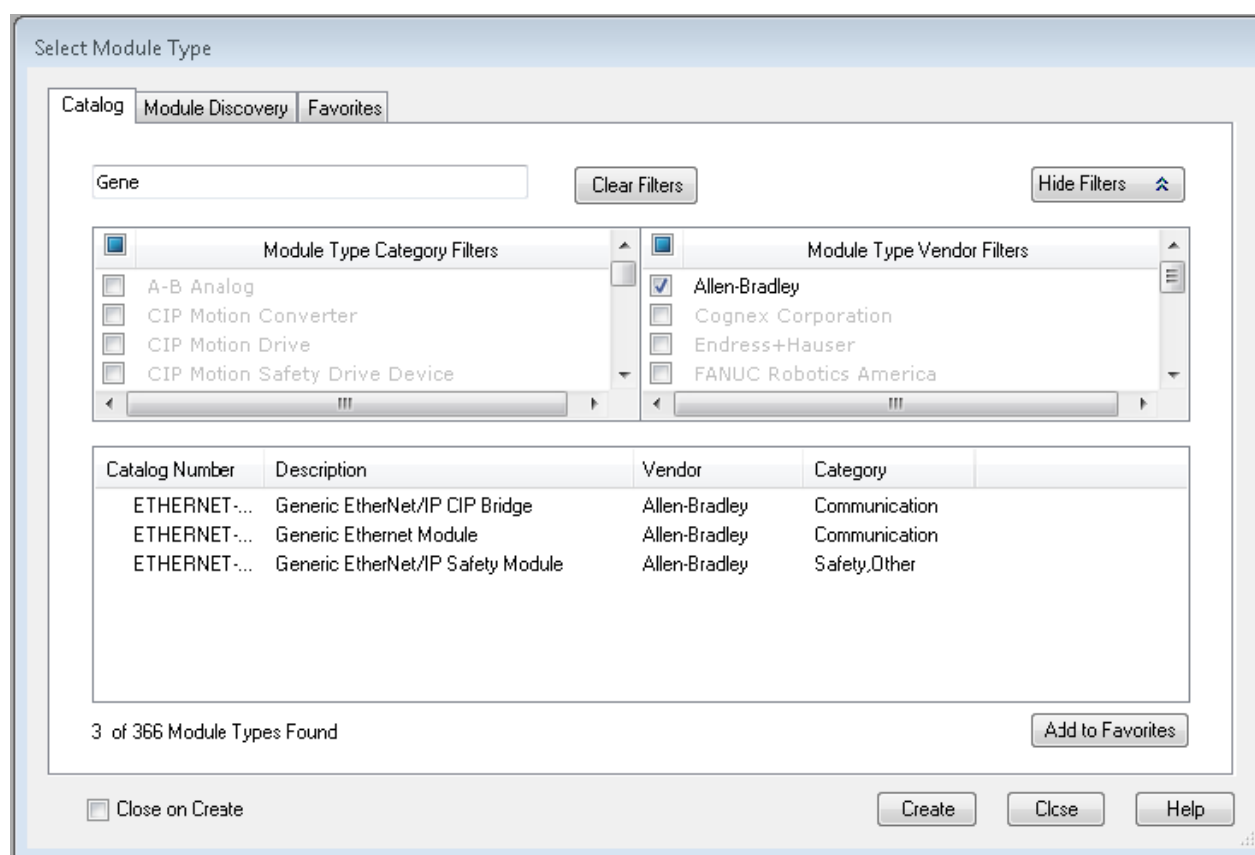 Select Module Type
Catalog Module Discovery Favorites
Gene Clear Filters Hide Filters
Module Type Category Filters Module Type Vendor Filters
A-B Analog Allen-Bradley
CIP Motion Converter Cognex Corporation
CIP Motion Drive Endress+Hauser
CIP Motion Safety Drive Device FANUC Robotics America
Catalog Number Description Vendor Category
ETHERNET-... Generic EtherNet/IP CIP Bridge Allen-Bradley Communication
ETHERNET-... Generic Ethernet Module Allen-Bradley Communication
ETHERNET-... Generic EtherNet/IP Safety Module Allen-Bradley Safety,Other
3 of 366 Module Types Found Add to Favorites
Close on Create Create Close Help